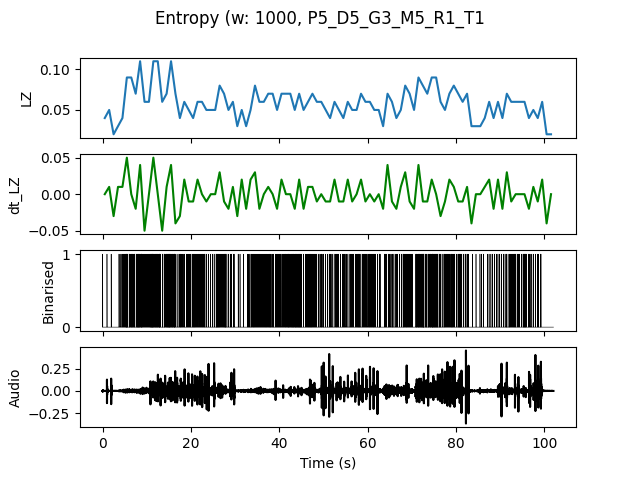 Entropy (w: 1000, P5_D5_G3_M5_R1_T1
0.10
0.05
LZ
0.05
0.00
−0.05
dt_LZ
1
0
Binarised
0.25
0.00
−0.25
Audio
0 20 40 60 80 100
Time (s)